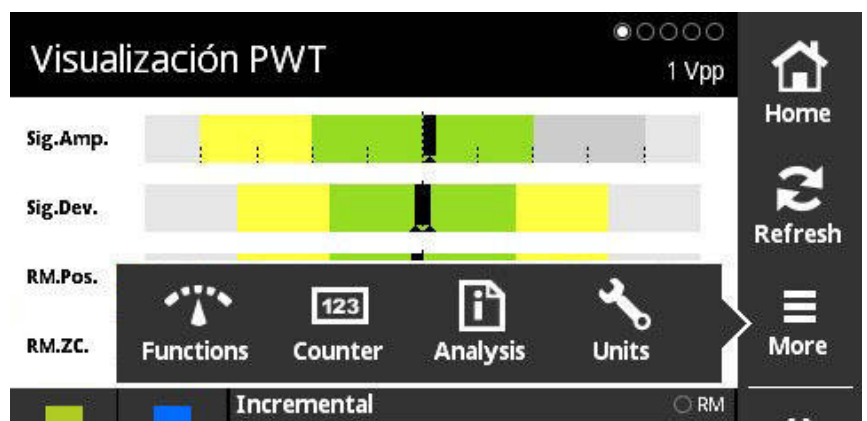 Visualización PWT
1 Vpp
Home
Sig.Amp.
Sig.Dev.
Refresh
RM.Pos.
123
Functions
Counter
Analysis
Units
More
RM.ZC.
Incremental
RM